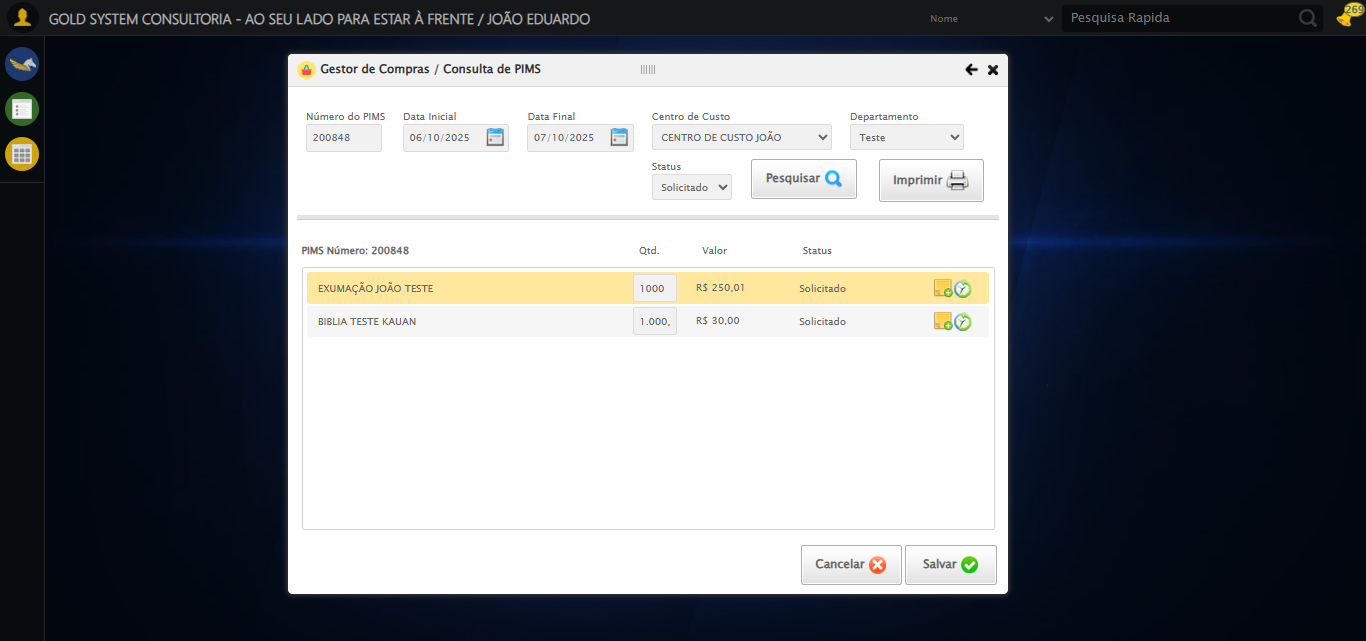 GOLD SYSTEM CONSULTORIA - AO SEU LADO PARA ESTAR À FRENTE / JOÃO EDUARDO
Nome
Pesquisa Rapida
269
Gestor de Compras / Consulta de PIMS
Número do PIMS
Data Inicial
Data Final
Centro de Custo
Departamento
200848
06/10/2025
07/10/2025
CENTRO DE CUSTO JOÃO
Teste
Status
Solicitado
Pesquisar
Imprimir
PIMS Número: 200848
Qtd.
Valor
Status
EXUMAÇÃO JOÃO TESTE
1000
R$ 250,01
Solicitado
BIBLIA TESTE KAUAN
1.000,
R$ 30,00
Solicitado
Cancelar
Salvar